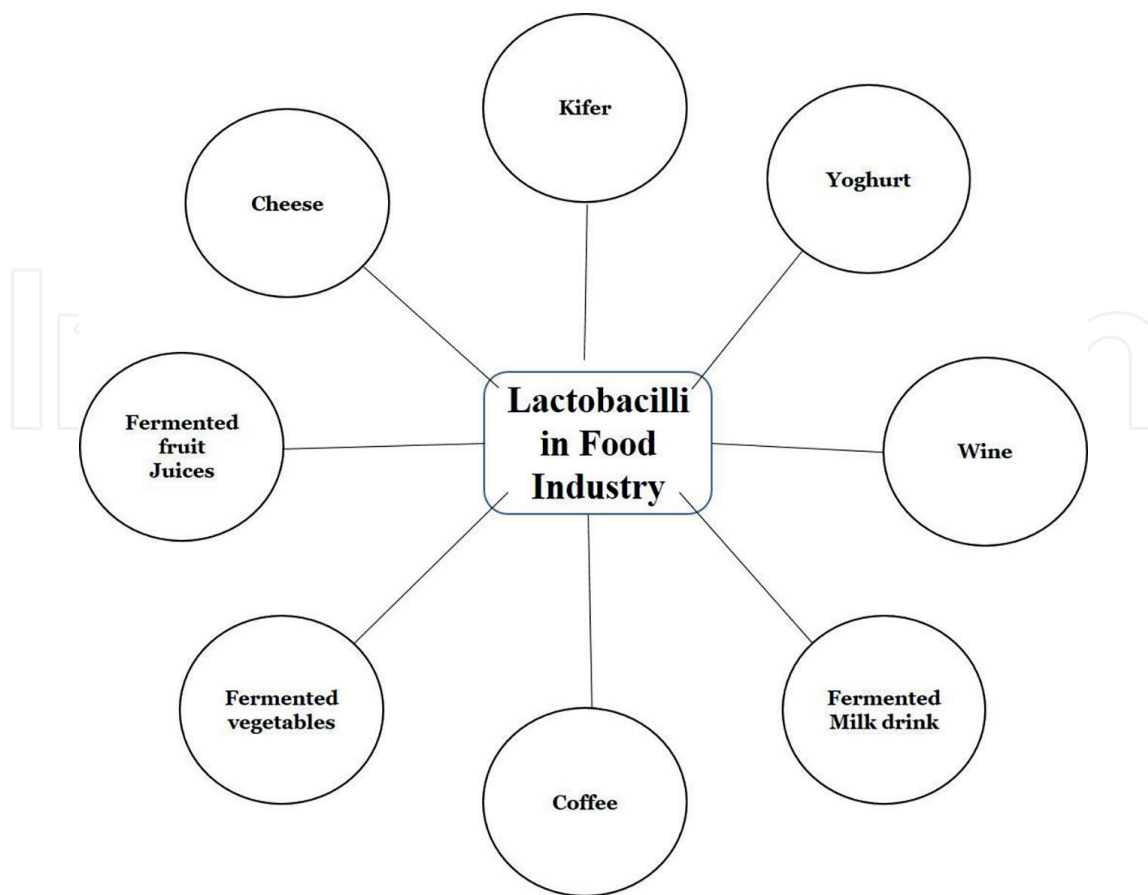 Kifer
Yoghurt
Cheese
Lactobacilli
in Food
Industry
Fermented
fruit
Juices
Wine
Fermented
vegetables
Fermented
Milk drink
Coffee